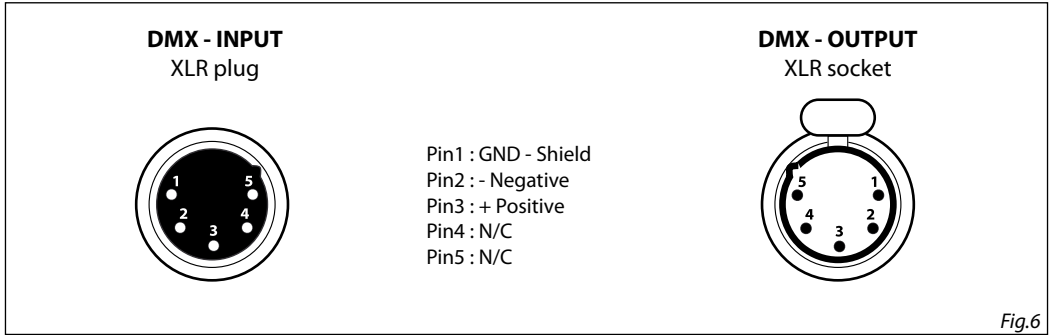 DMX - INPUT
XLR plug
1
5
2
4
3
Pin1 : GND - Shield
Pin2 : - Negative
Pin3 : + Positive
Pin4 : N/C
Pin5 : N/C
DMX - OUTPUT
XLR socket
5
1
4
2
3
Fig.6